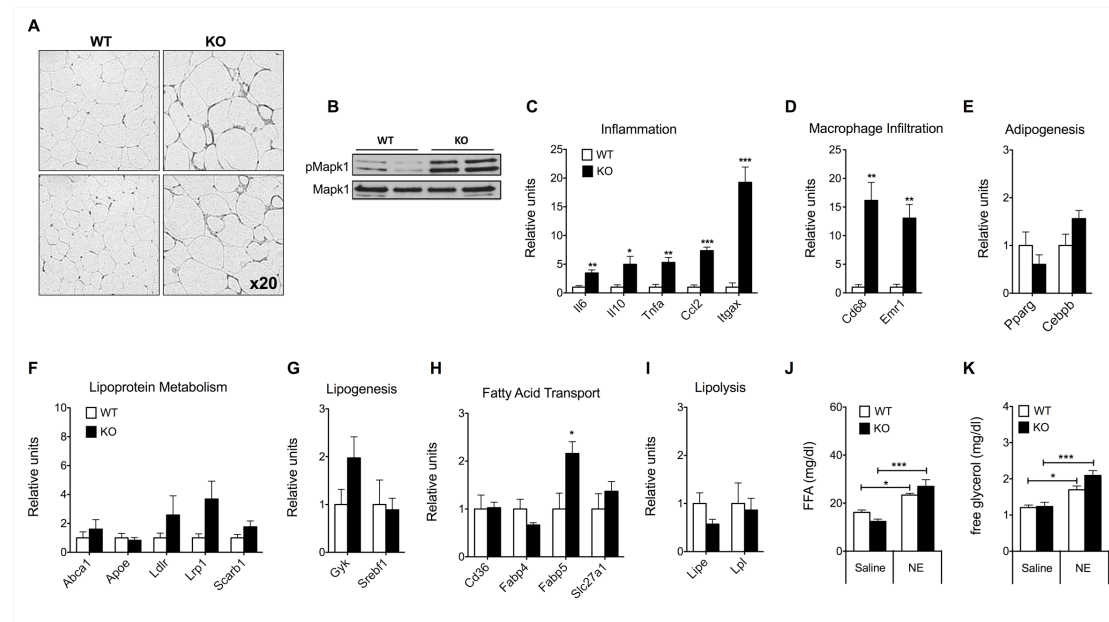 A
WT KO
x20
B
WT KO
pMapk1
Mapk1
C
Inflammation
Relative units
25
20
15
10
5
0
WT
KO
** * ** *** ***
Il6 Il10 Tnfa Ccl2 Itgax
D
Macrophage Infiltration
Relative units
25
20
15
10
5
0
** **
Cd68 Emr1
E
Adipogenesis
Relative units
3
2
1
0
Pparg Cebpb
F
Lipoprotein Metabolism
Relative units
10
8
6
4
2
0
WT
KO
Abca1 Apoe Ldlr Lrp1 Scarb1
G
Lipogenesis
Relative units
3
2
1
0
Gyk Srebf1
H
Fatty Acid Transport
Relative units
3
2
1
0
*
Cd36 Fabp4 Fabp5 Slc27a1
I
Lipolysis
Relative units
3
2
1
0
Lipe Lpl
J
FFA (mg/dl)
60
40
20
0
WT
KO
***
*
Saline NE
K
free glycerol (mg/dl)
4
3
2
1
0
WT
KO
***
*
Saline NE